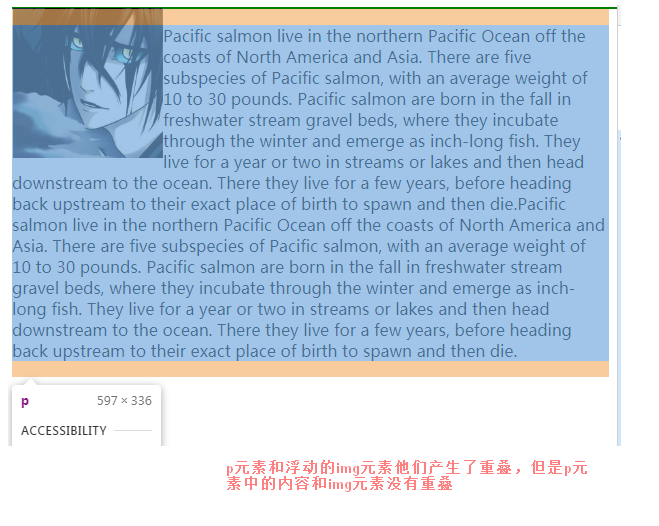 Pacific salmon live in the northern Pacific Ocean off the
coasts of North America and Asia. There are five
subspecies of Pacific salmon, with an average weight of
10 to 30 pounds. Pacific salmon are born in the fall in
freshwater stream gravel beds, where they incubate
through the winter and emerge as inch-long fish. They
live for a year or two in streams or lakes and then head
downstream to the ocean. There they live for a few years, before heading
back upstream to their exact place of birth to spawn and then die.Pacific
salmon live in the northern Pacific Ocean off the coasts of North America and
Asia. There are five subspecies of Pacific salmon, with an average weight of
10 to 30 pounds. Pacific salmon are born in the fall in freshwater stream
gravel beds, where they incubate through the winter and emerge as inch-
long fish. They live for a year or two in streams or lakes and then head
downstream to the ocean. There they live for a few years, before heading
back upstream to their exact place of birth to spawn and then die.
p 597 × 336
ACCESSIBILITY
p元素和浮动的img元素他们产生了重叠，但是p元
素中的内容和img元素没有重叠